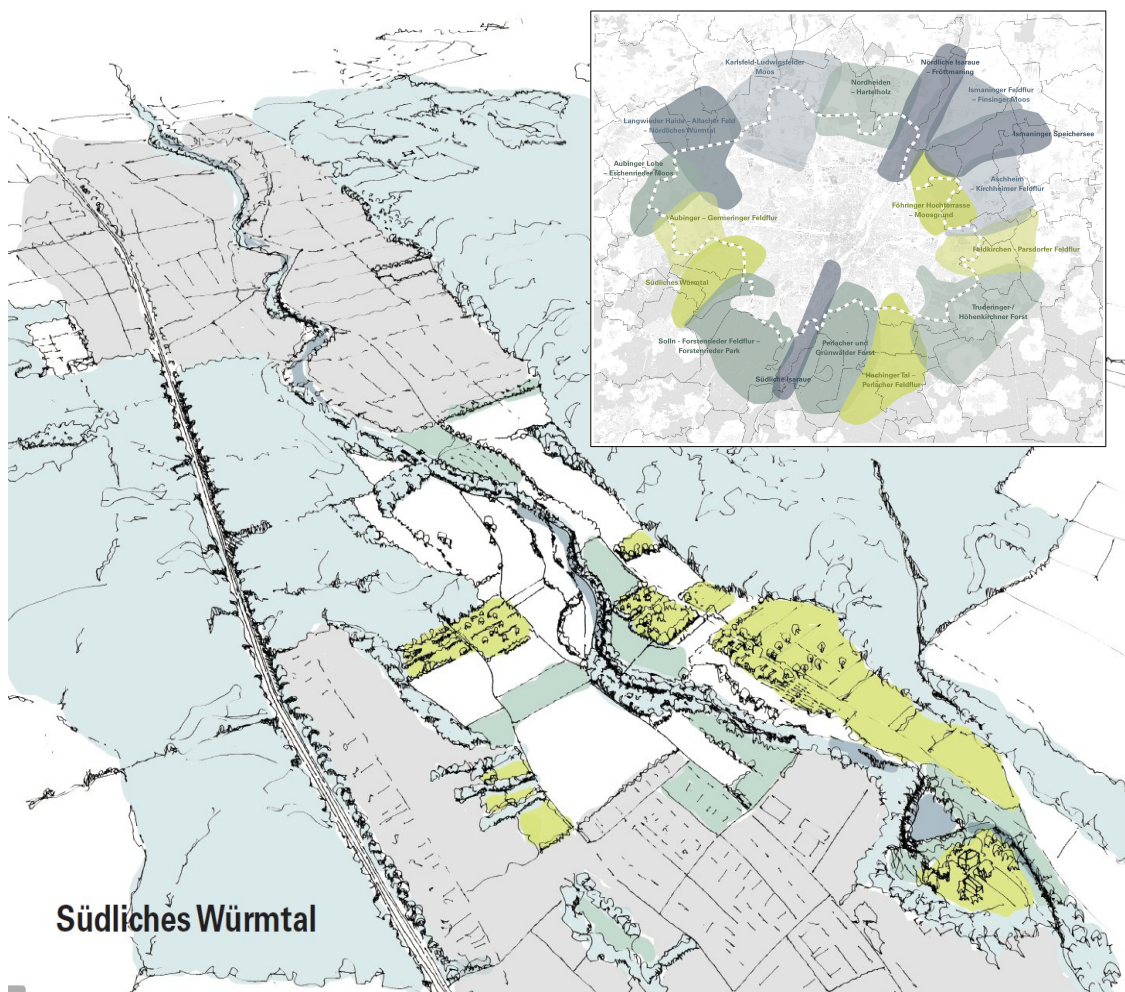 Karlsfeld-Ludwigsfelder
Moos
Nordheiden
– Hartelholz
Nördliche Isaraue
– Fröttmaning
Ismaninger Feldflur
– Finsinger Moos
Langwieder Haide – Allacher Feld
– Nördliches Würmtal
Ismaninger Speichersee
Aubinger Lohe
– Eschenrieder Moos
Aschheim
– Kirchheimer Feldflur
Föhringer Hochterrasse
– Moosgrund
Aubinger – Germeringer Feldflur
Feldkirchen – Parsdorfer Feldflur
Südliches Würmtal
Truderinger-/
Höhenkirchner Forst
Solln - Forstenrieder Feldflur –
Forstenrieder Park
Perlacher und
Grünwalder Forst
Südliche Isaraue
Hachinger Tal –
Perlacher Feldflur
Südliches Würmtal